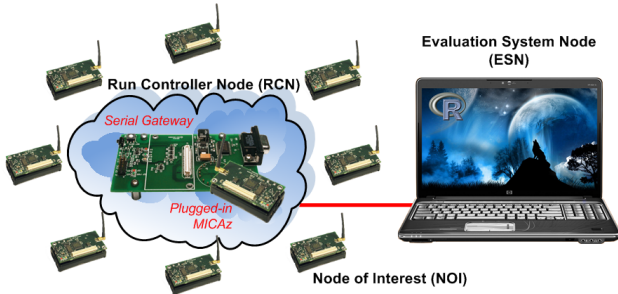 Evaluation System Node
(ESN)
Run Controller Node (RCN)
Serial Gateway
R
Plugged-in
MICAz
Node of Interest (NOI)